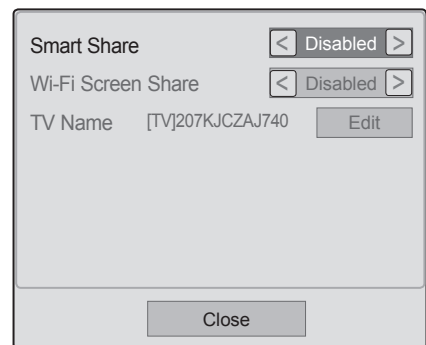 Smart Share < Disabled >
Wi-Fi Screen Share < Disabled >
TV Name [TV]207KJCZAJ740 Edit
Close